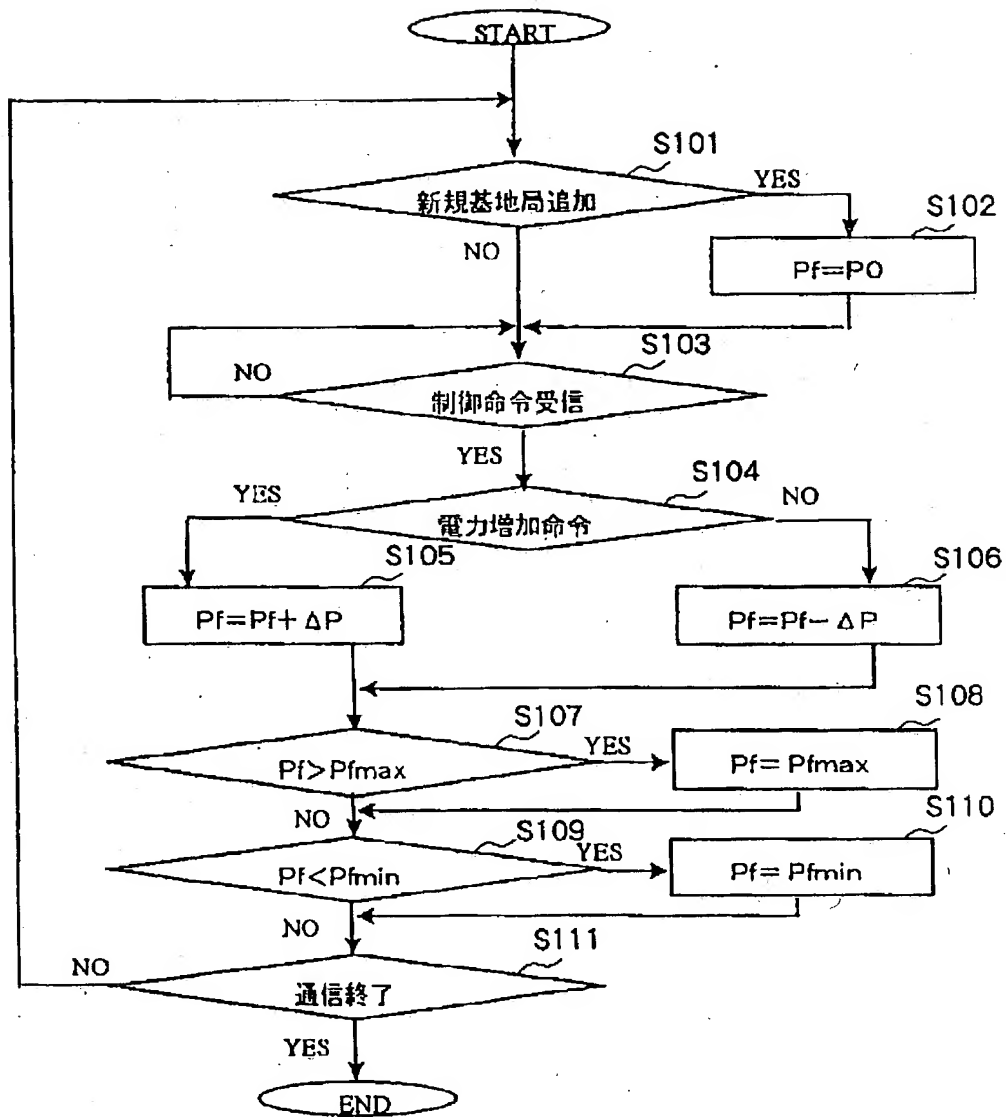 START
S101
新規基地局追加
YES
S102
NO
Pf=P0
S103
NO
制御命令受信
YES
S104
YES
NO
電力増加命令
S105
S106
Pf=Pf+ΔP
Pf=Pf-ΔP
S107
S108
YES
Pf>Pfmax
Pf=Pfmax
NO
S109
S110
YES
Pf<Pfmin
Pf=Pfmin
NO
S111
NO
通信終了
YES
END